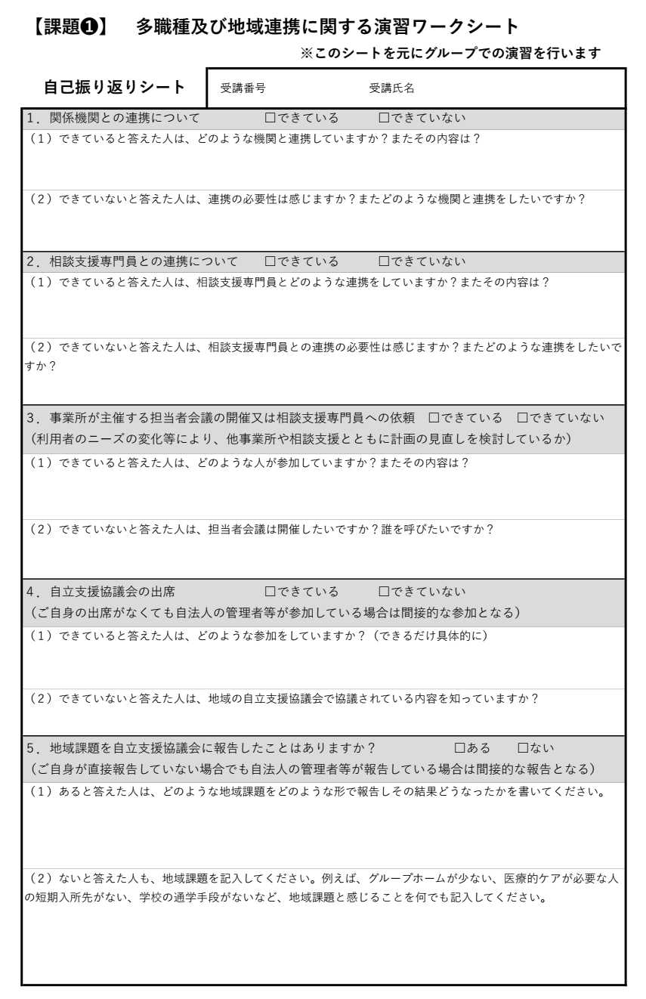 【課題❶】　多職種及び地域連携に関する演習ワークシート
※このシートを元にグループでの演習を行います
自己振り返りシート　受講番号　受講氏名
1．関係機関との連携について　□できている　□できていない
（1）できていると答えた人は、どのような機関と連携していますか？またその内容は？
（2）できていないと答えた人は、連携の必要性は感じますか？またどのような機関と連携をしたいですか？
2．相談支援専門員との連携について　□できている　□できていない
（1）できていると答えた人は、相談支援専門員とどのような連携をしていますか？またその内容は？
（2）できていないと答えた人は、相談支援専門員との連携の必要性は感じますか？またどのような連携をしたいで
すか？
3．事業所が主催する担当者会議の開催又は相談支援専門員への依頼　□できている　□できていない
（利用者のニーズの変化等により、他事業所や相談支援とともに計画の見直しを検討しているか）
（1）できていると答えた人は、どのような人が参加していますか？またその内容は？
（2）できていないと答えた人は、担当者会議は開催したいですか？誰を呼びたいですか？
4．自立支援協議会の出席　□できている　□できていない
（ご自身の出席がなくても自法人の管理者等が参加している場合は間接的な参加となる）
（1）できていると答えた人は、どのような参加をしていますか？（できるだけ具体的に）
（2）できていないと答えた人は、地域の自立支援協議会で協議されている内容を知っていますか？
5．地域課題を自立支援協議会に報告したことはありますか？　□ある　□ない
（ご自身が直接報告していない場合でも自法人の管理者等が報告している場合は間接的な報告となる）
（1）あると答えた人は、どのような地域課題をどのような形で報告しその結果どうなったかを書いてください。
（2）ないと答えた人も、地域課題を記入してください。例えば、グループホームが少ない、医療的ケアが必要な人
の短期入所先がない、学校の通学手段がないなど、地域課題と感じることを何でも記入してください。